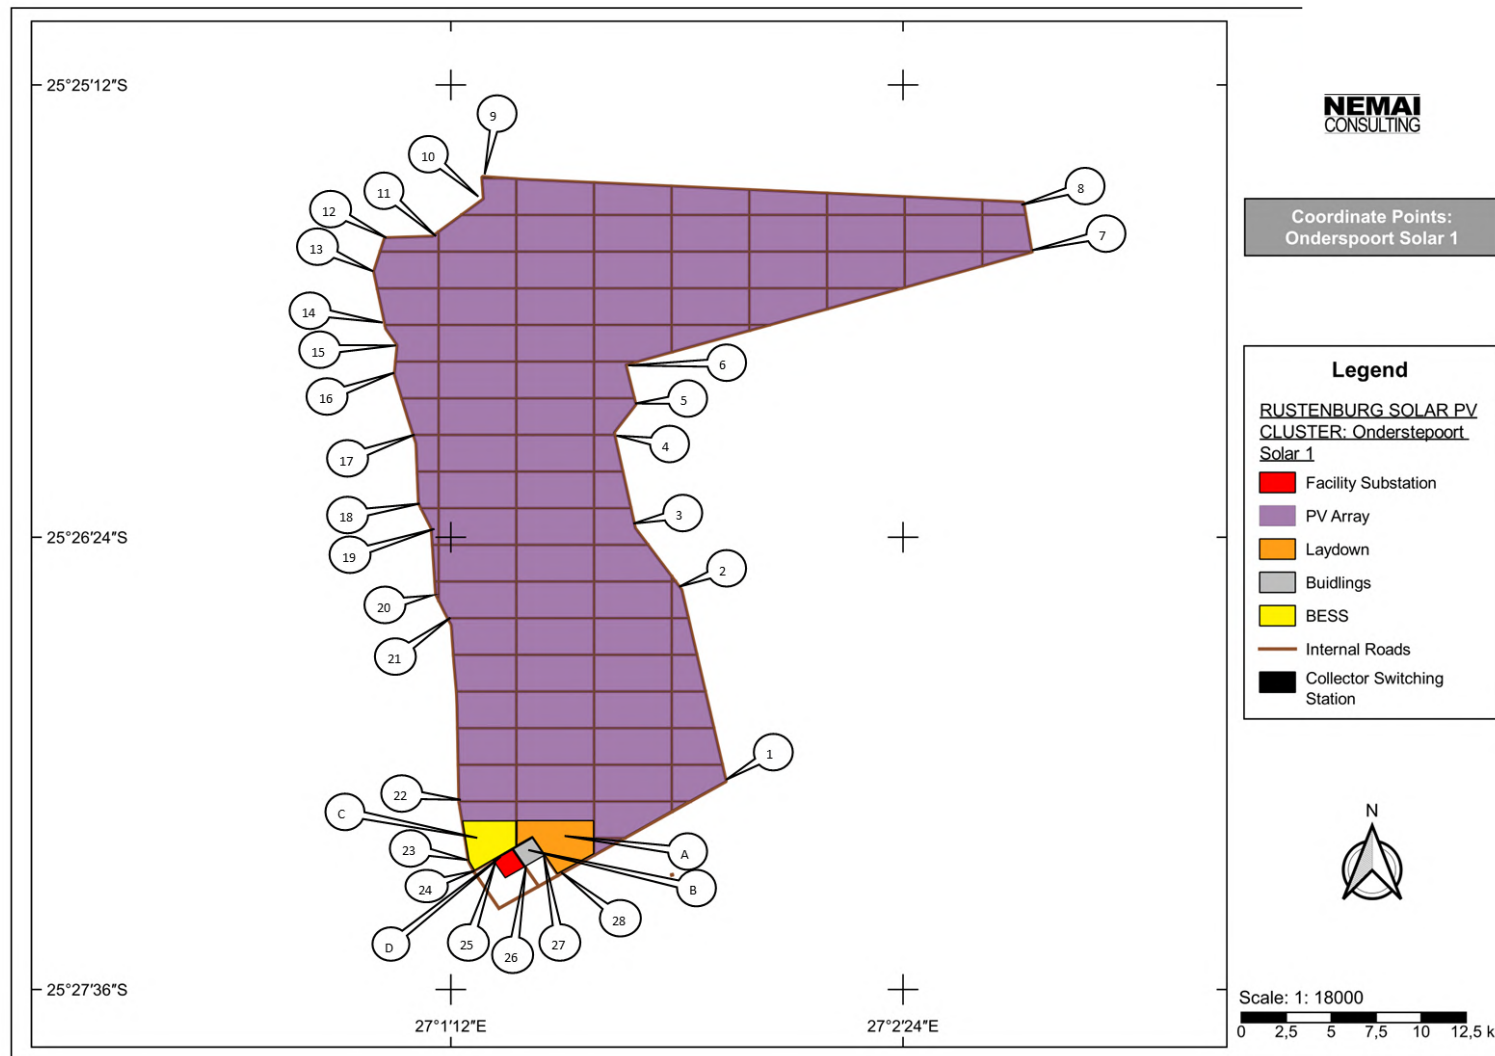 25°25'12"S
25°26'24"S
25°27'36"S
27°1'12"E
27°2'24"E
9
10
11
12
13
14
15
16
17
18
19
20
21
22
C
23
24
D
25
26
27
28
B
A
1
2
3
4
5
6
7
8
NEMAI
CONSULTING
Coordinate Points:
Onderspoort Solar 1
Legend
RUSTENBURG SOLAR PV
CLUSTER: Onderstepoort
Solar 1
Facility Substation
PV Array
Laydown
Buidlings
BESS
Internal Roads
Collector Switching
Station
N
Scale: 1: 18000
0 2,5 5 7,5 10 12,5 k